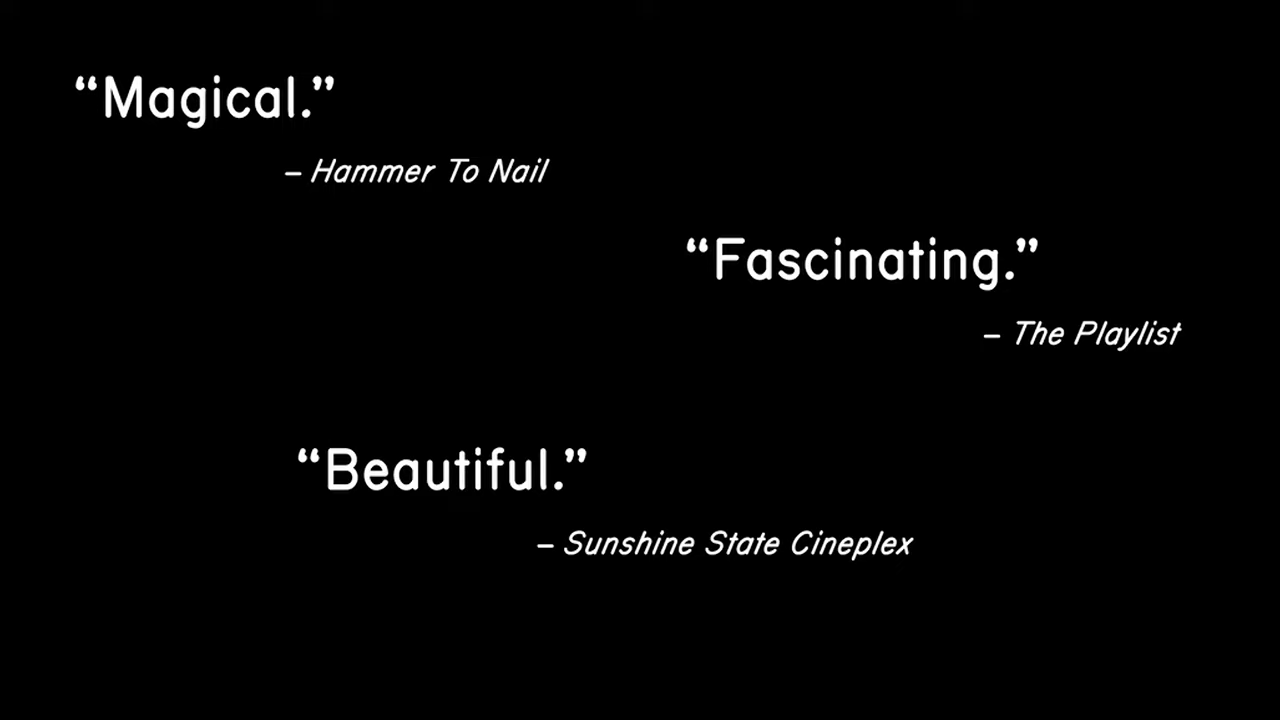 “Magical.”
– Hammer To Nail
“Fascinating.”
– The Playlist
“Beautiful.”
– Sunshine State Cineplex